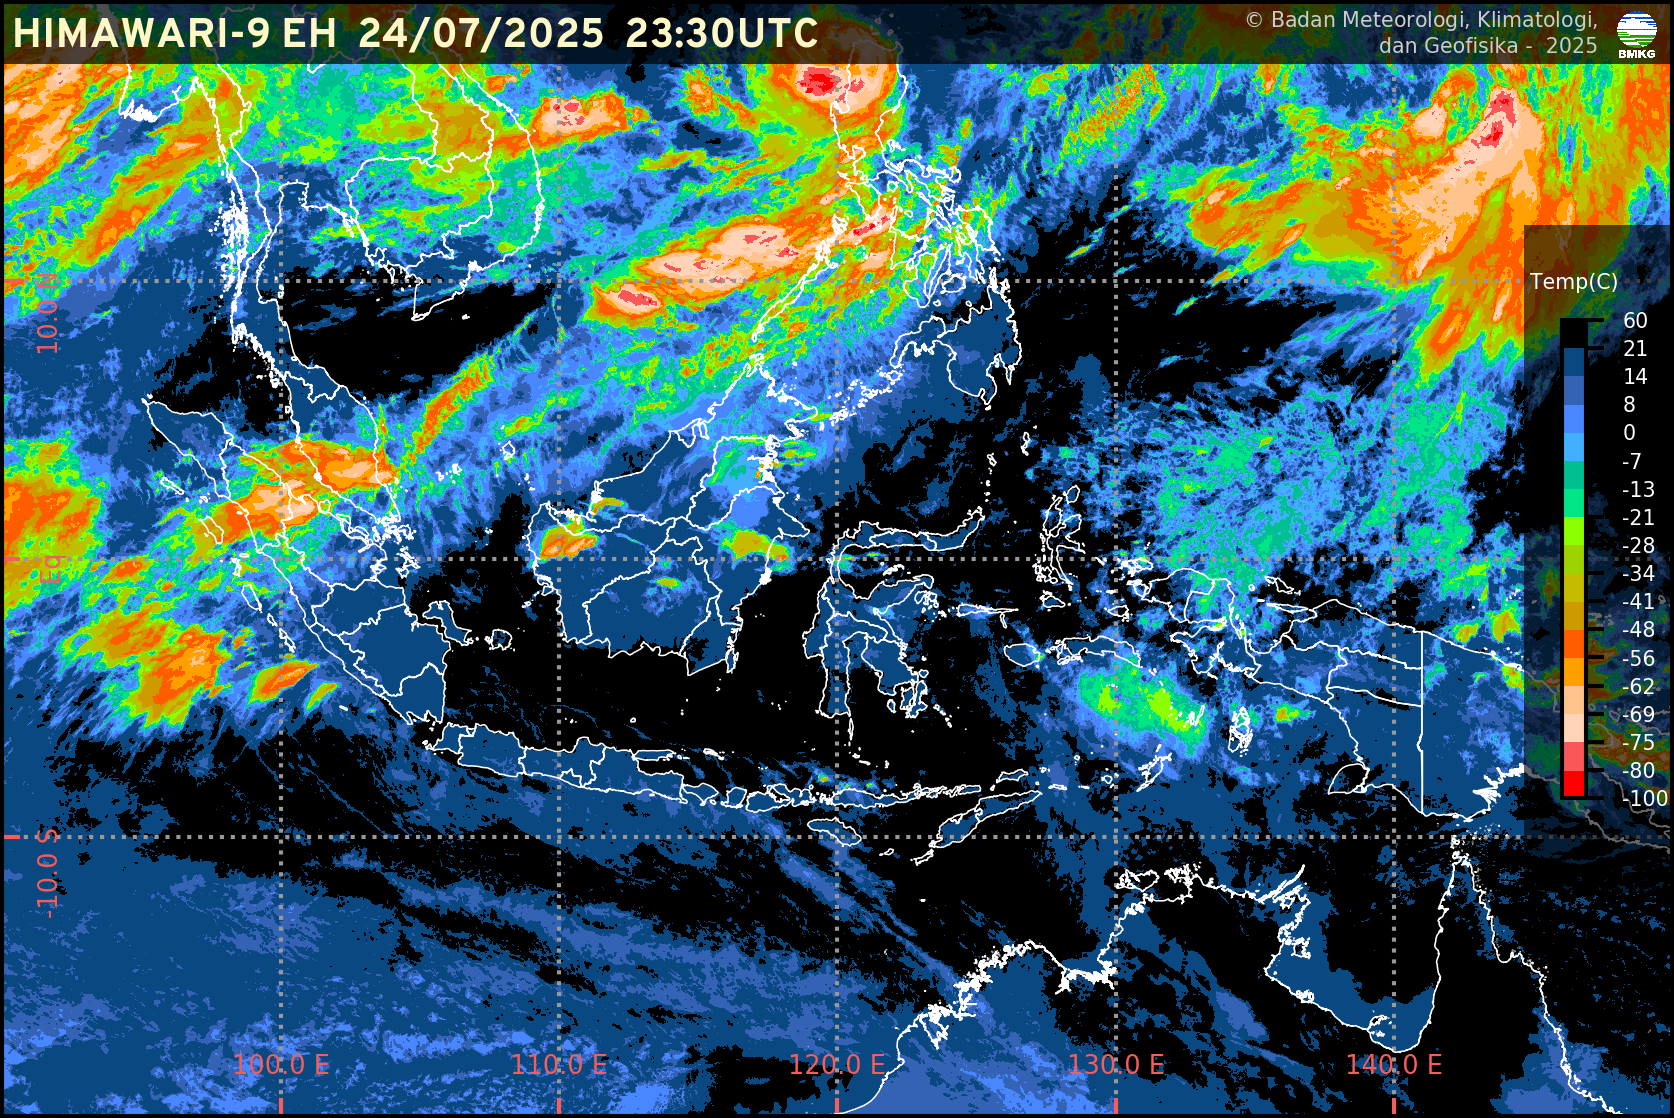 HIMAWARI-9 EH 24/07/2025 23:30UTC
© Badan Meteorologi, Klimatologi,
dan Geofisika - 2025
BMKG
Temp(C)
60
21
14
8
0
-7
-13
-21
-28
-34
-41
-48
-56
-62
-69
-75
-80
-100
10.0 N
Eq
-10.0 S
100.0 E
110.0 E
120.0 E
130.0 E
140.0 E